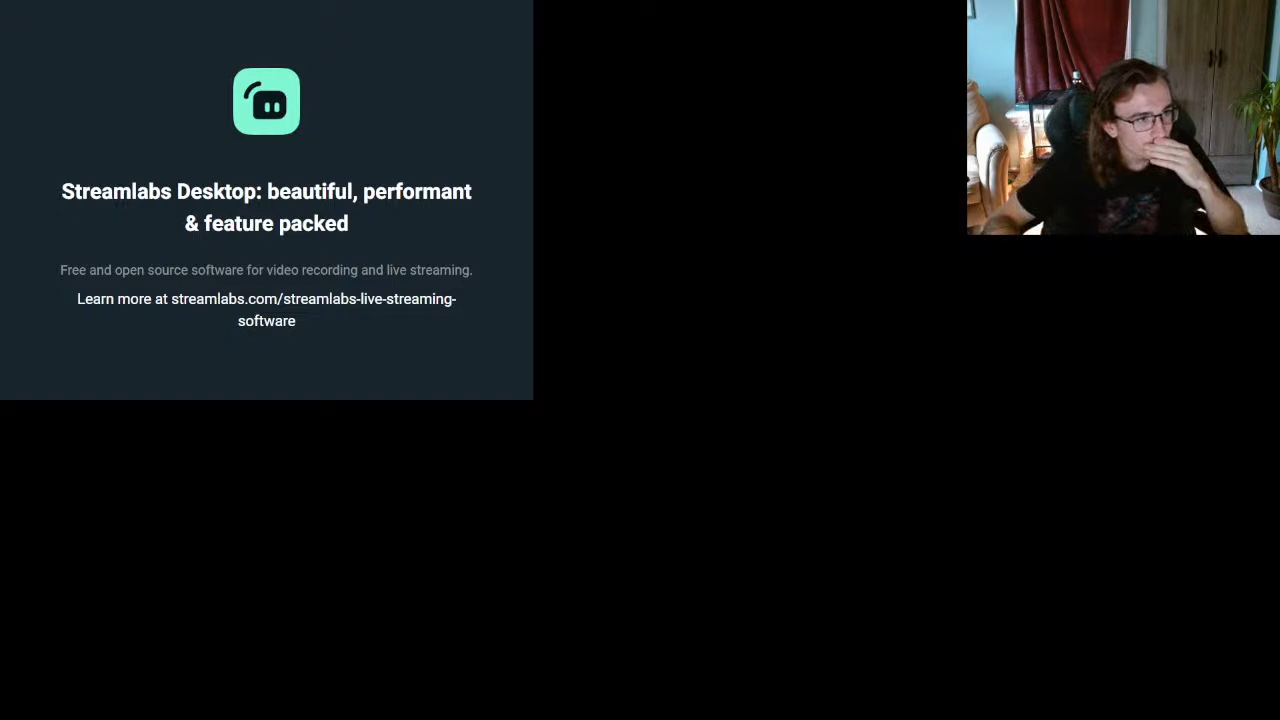 Streamlabs Desktop: beautiful, performant
& feature packed
Free and open source software for video recording and live streaming.
Learn more at streamlabs.com/streamlabs-live-streaming-
software